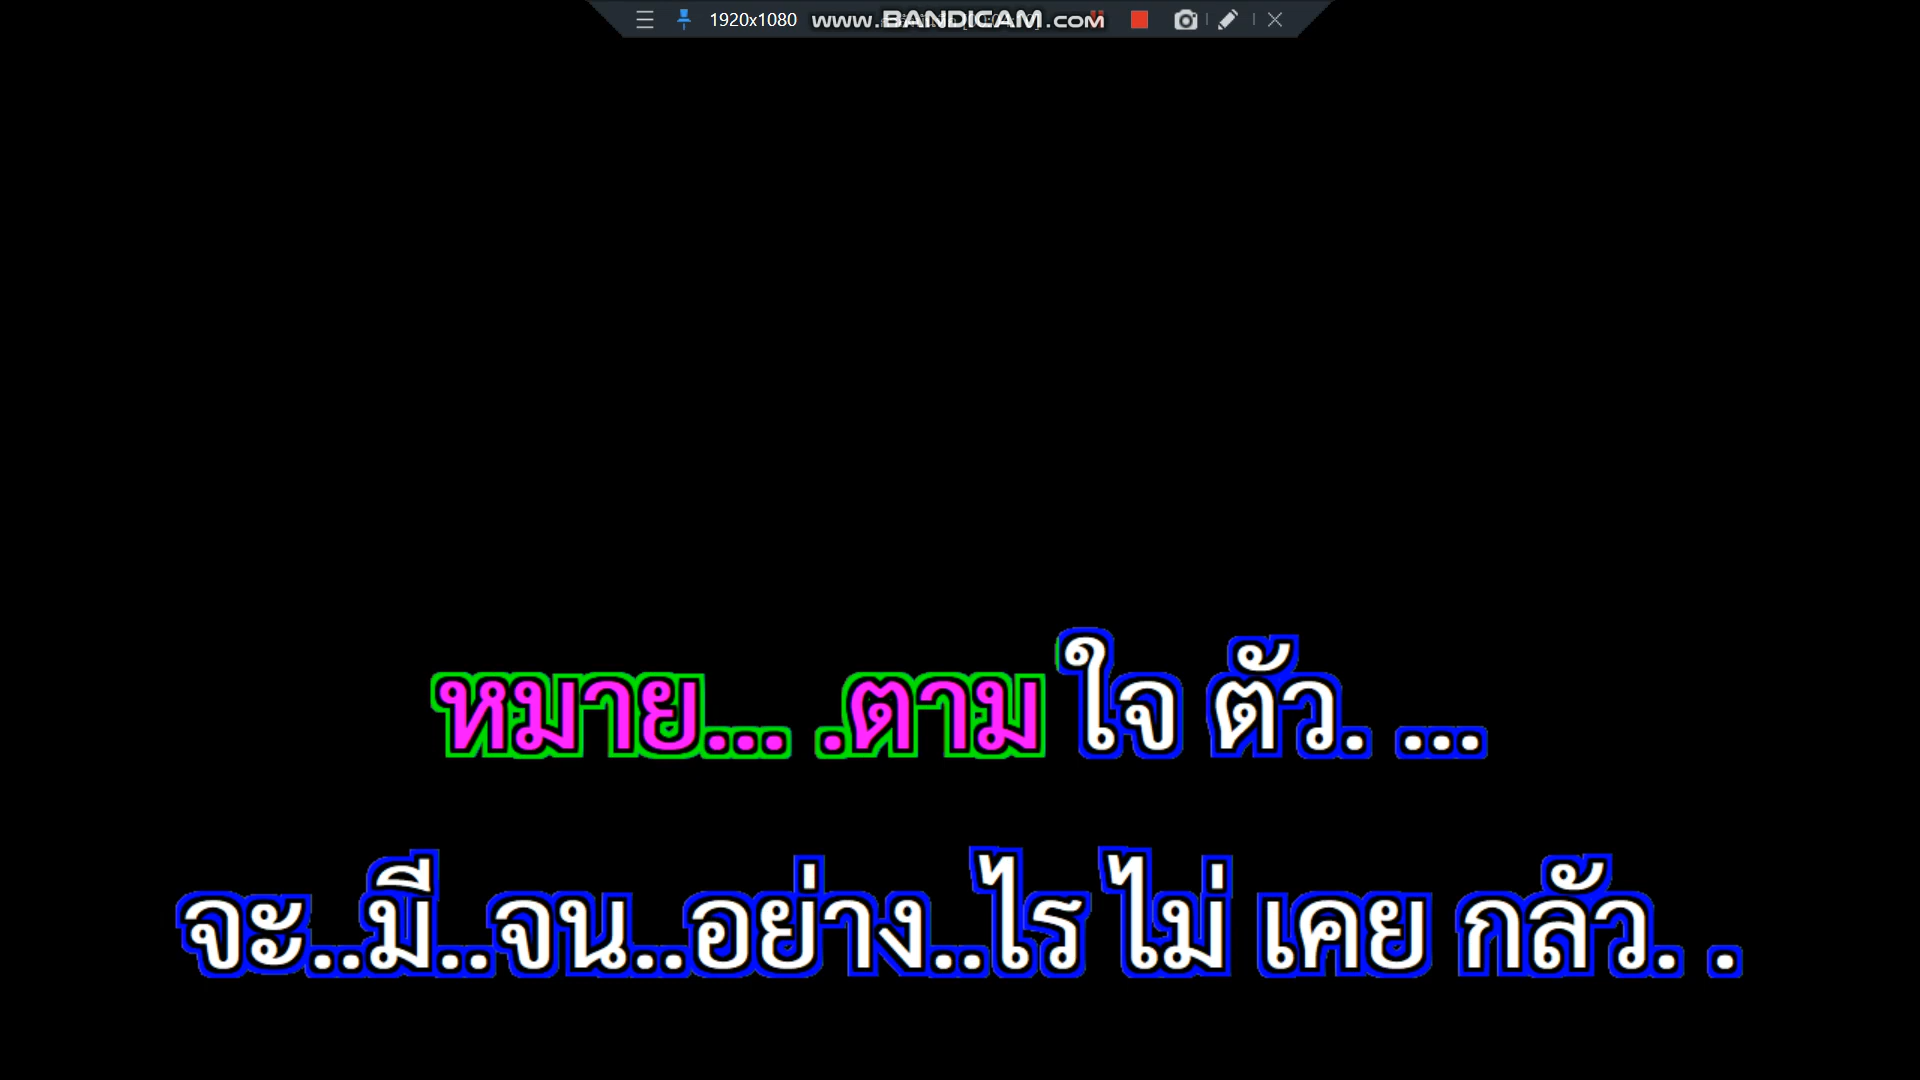 1920x1080 www.BANDICAM.com
หมาย... .ตาม ใจ ตัว. ...
จะ..มี..จน..อย่าง..ไร ไม่ เคย กลัว. .